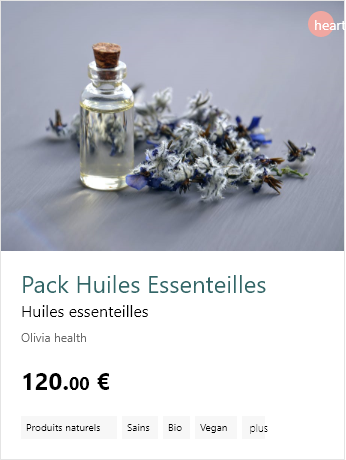 heart
Pack Huiles Essenteilles
Huiles essenteilles
Olivia health
120.00 €
Produits naturels Sains Bio Vegan plus